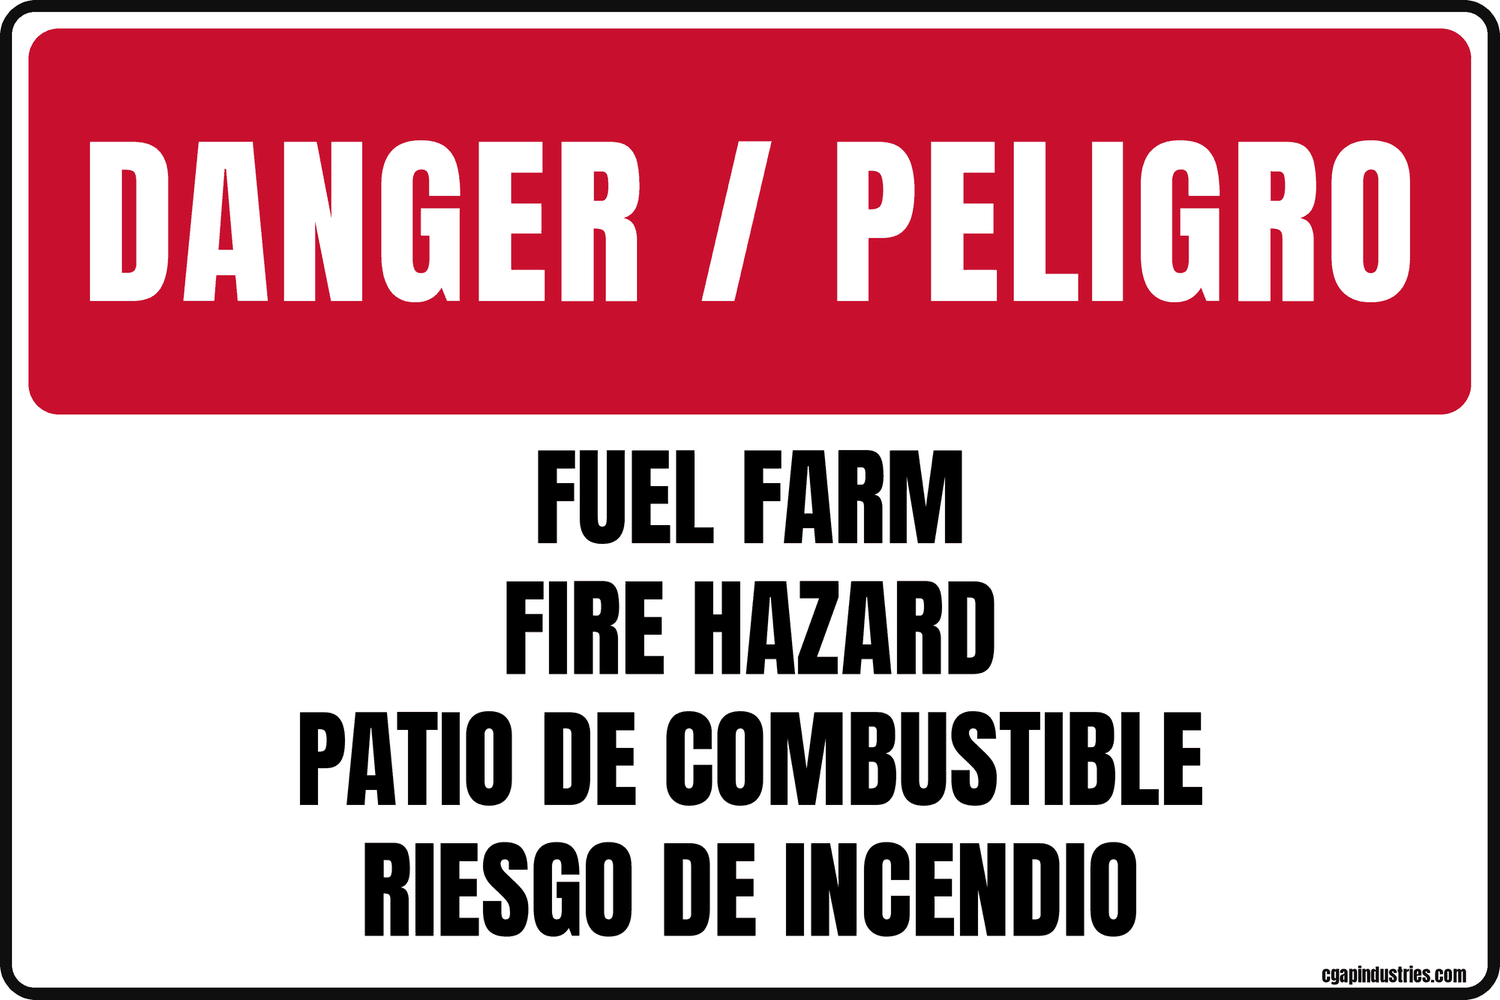 DANGER / PELIGRO
FUEL FARM
FIRE HAZARD
PATIO DE COMBUSTIBLE
RIESGO DE INCENDIO
cgapindustries.com